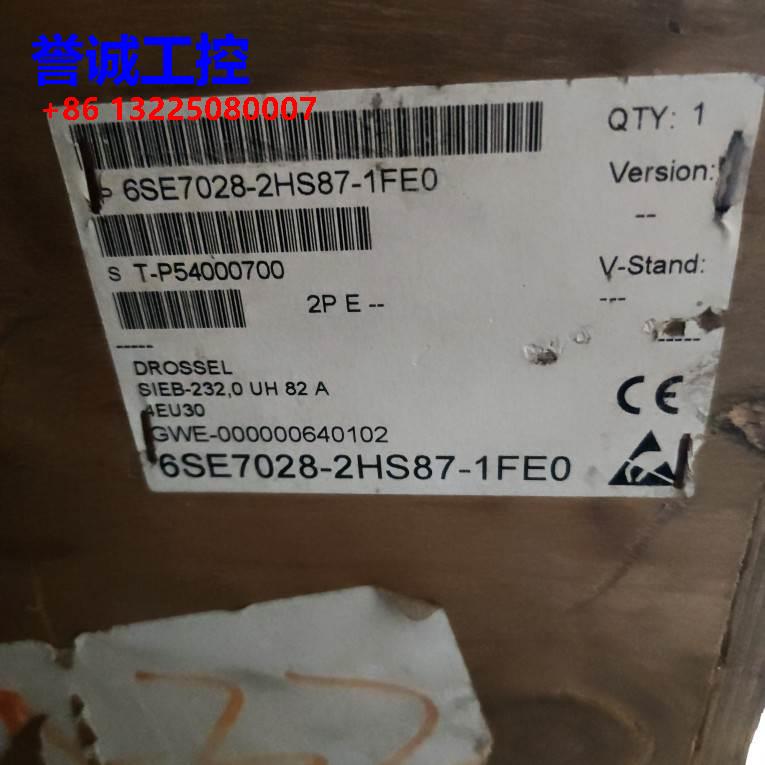 誉诚工控
+86 13225080007
QTY: 1
P 6SE7028-2HS87-1FE0
Version:
--
S T-P54000700
V-Stand:
2P E --
---
-----
-----
DROSSEL
SIEB-232,0 UH 82 A
4EU30
GWE-000000640102
CE
6SE7028-2HS87-1FE0